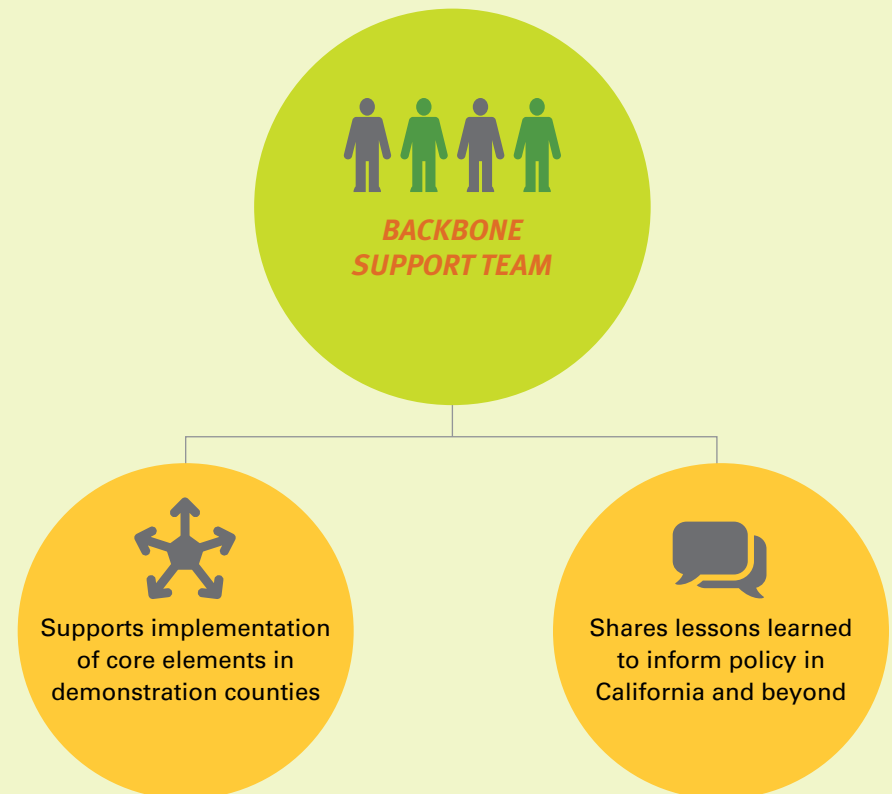 BACKBONE
SUPPORT TEAM
Supports implementation
of core elements in
demonstration counties
Shares lessons learned
to inform policy in
California and beyond